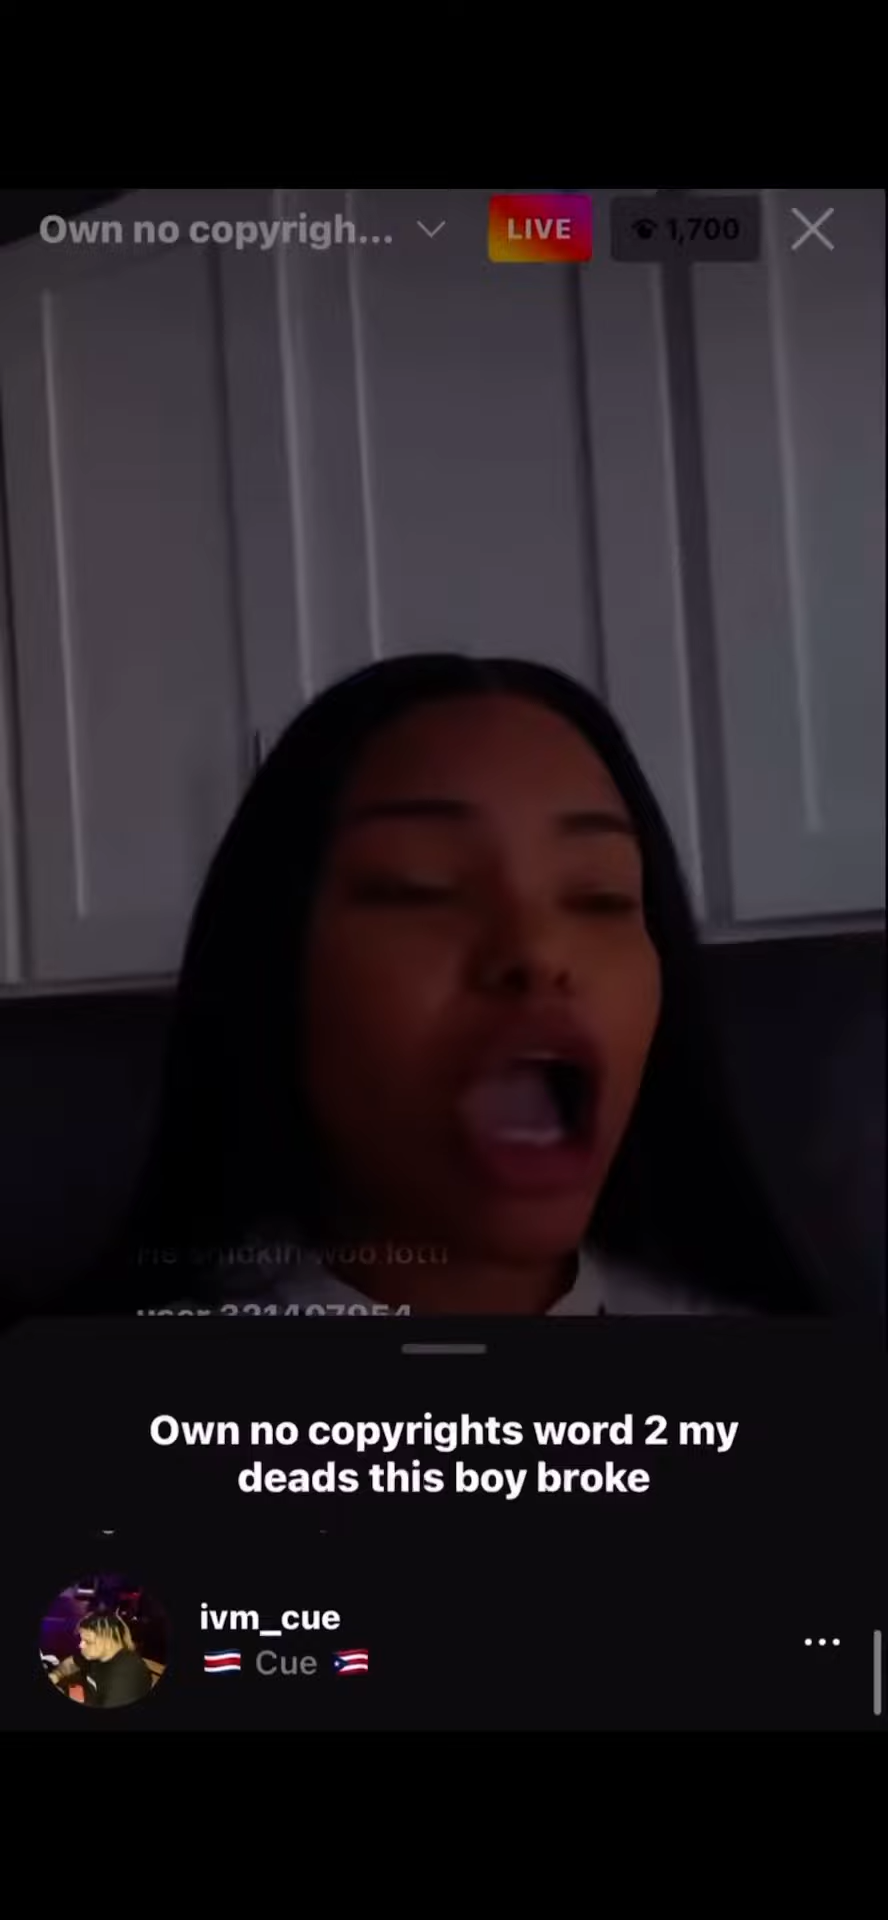 Own no copyrigh...
LIVE
1,700
Own no copyrights word 2 my
deads this boy broke
ivm_cue
🇨🇷 Cue 🇵🇷